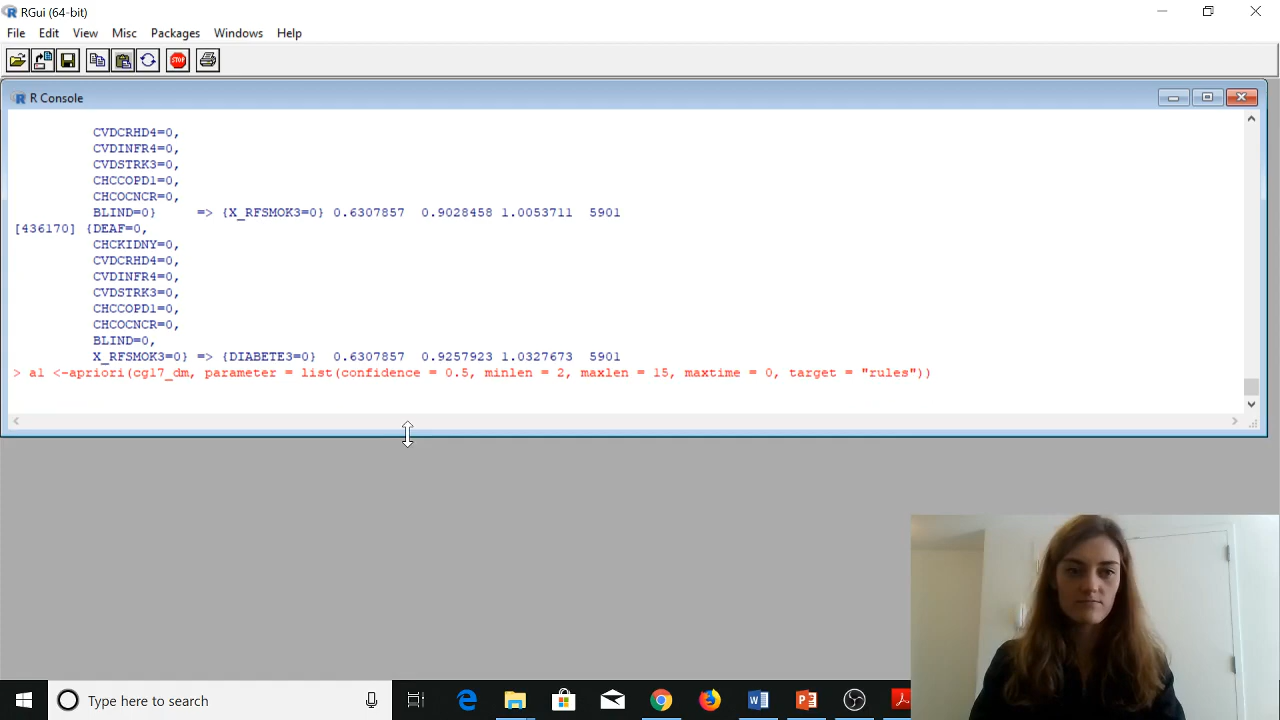 RGui (64-bit)
File Edit View Misc Packages Windows Help
STOP
R Console
CVDCRHD4=0,
CVDINFR4=0,
CVDSTRK3=0,
CHCCOPD1=0,
CHCOCNCR=0,
BLIND=0} => {X_RFSMOK3=0} 0.6307857 0.9028458 1.0053711 5901
[436170] {DEAF=0,
CHCKIDNY=0,
CVDCRHD4=0,
CVDINFR4=0,
CVDSTRK3=0,
CHCCOPD1=0,
CHCOCNCR=0,
BLIND=0,
X_RFSMOK3=0} => {DIABETE3=0} 0.6307857 0.9257923 1.0327673 5901
> a1 <-apriori(cg17_dm, parameter = list(confidence = 0.5, minlen = 2, maxlen = 15, maxtime = 0, target = "rules"))
Type here to search